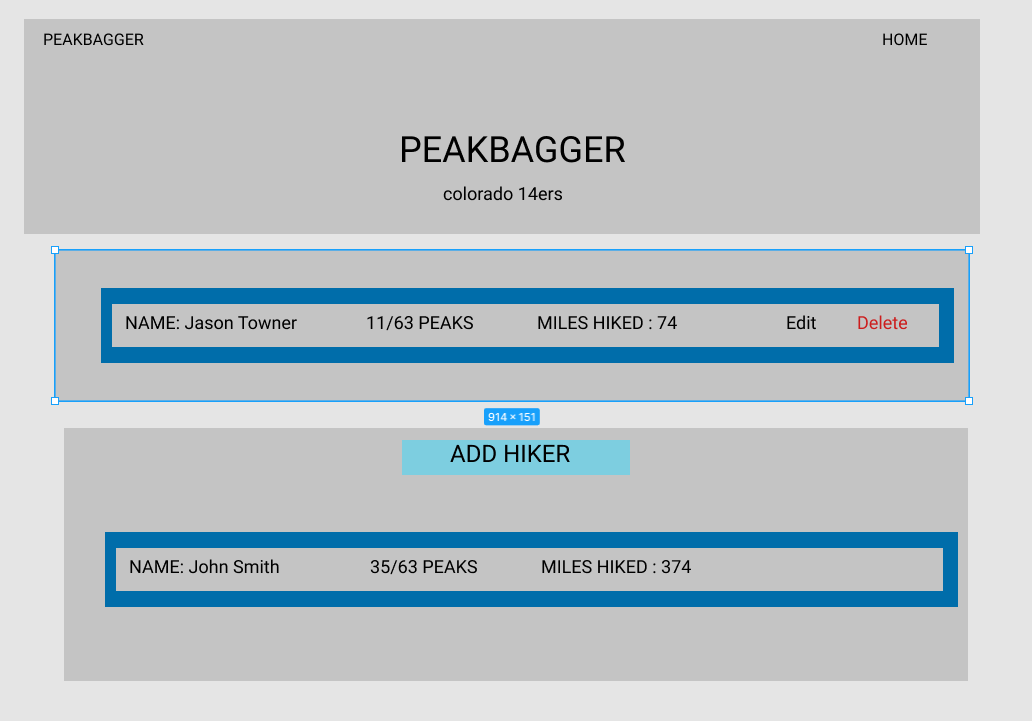 PEAKBAGGER HOME
PEAKBAGGER
colorado 14ers
NAME: Jason Towner 11/63 PEAKS MILES HIKED : 74 Edit Delete
914 × 151
ADD HIKER
NAME: John Smith 35/63 PEAKS MILES HIKED : 374